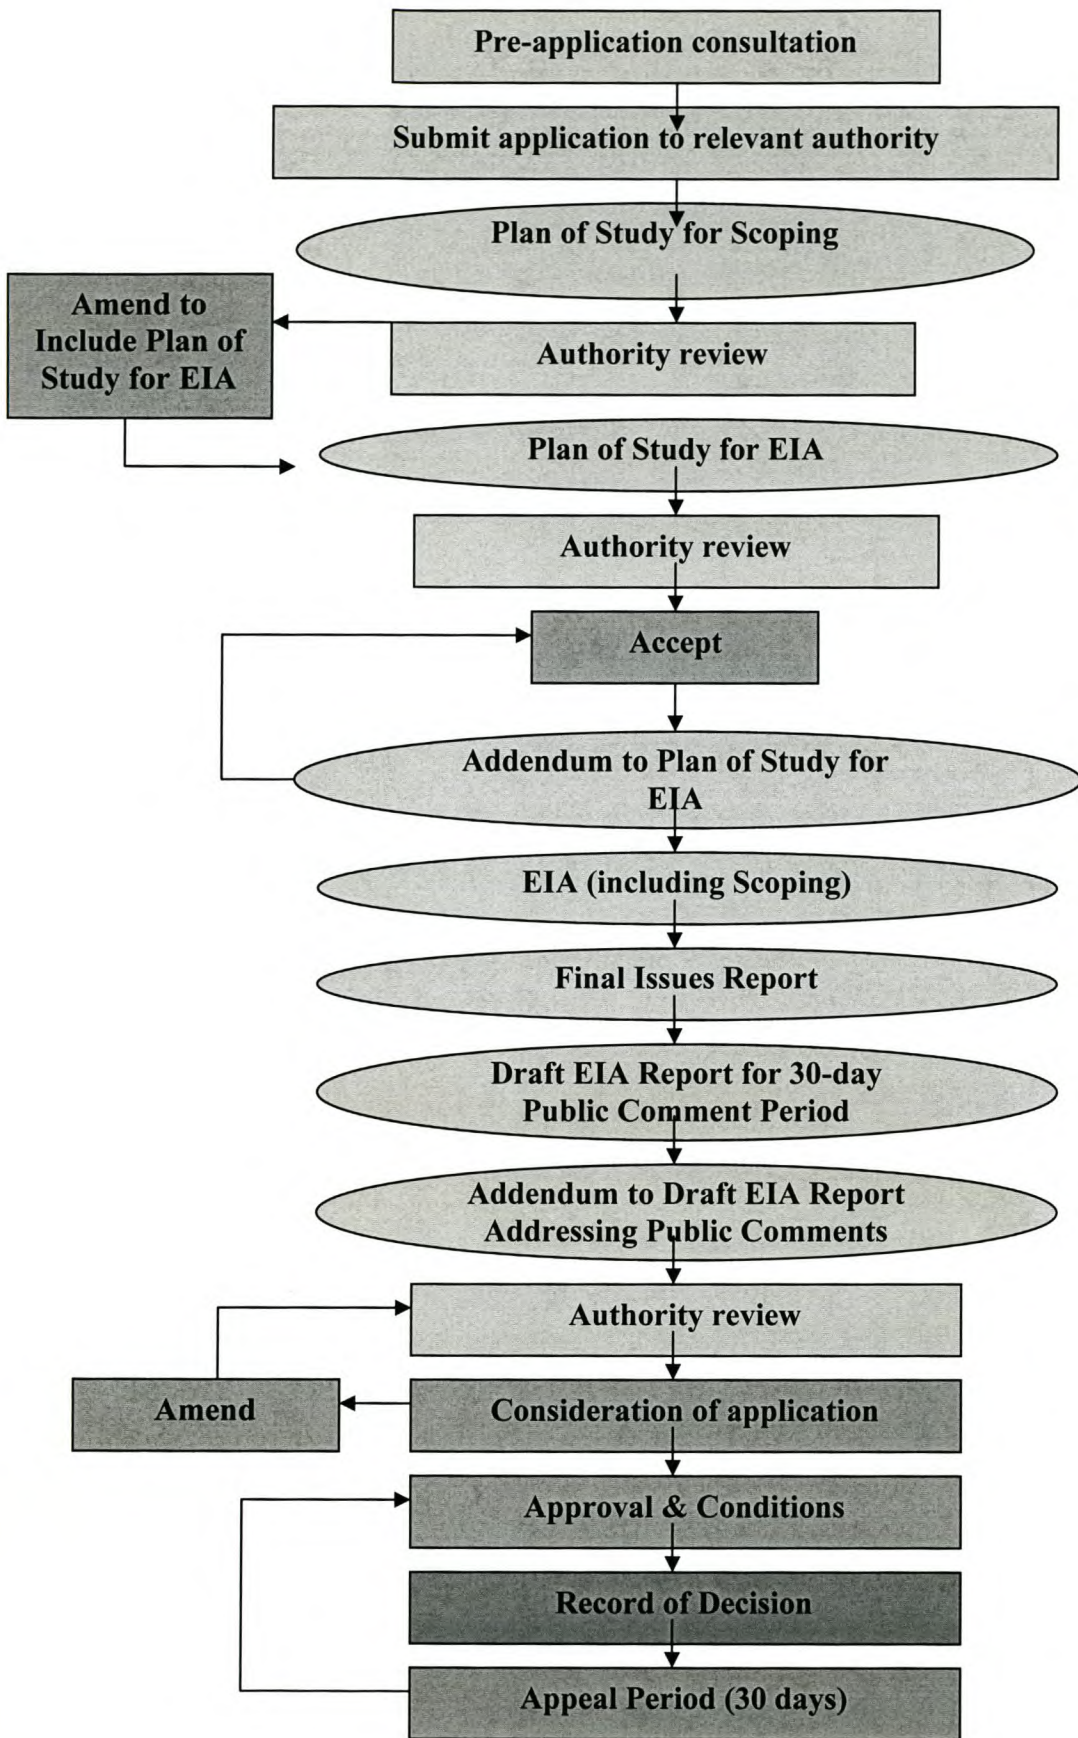 Pre-application consultation
Submit application to relevant authority
Plan of Study for Scoping
Amend to
Include Plan of
Study for EIA
Authority review
Plan of Study for EIA
Authority review
Accept
Addendum to Plan of Study for
EIA
EIA (including Scoping)
Final Issues Report
Draft EIA Report for 30-day
Public Comment Period
Addendum to Draft EIA Report
Addressing Public Comments
Authority review
Amend
Consideration of application
Approval & Conditions
Record of Decision
Appeal Period (30 days)